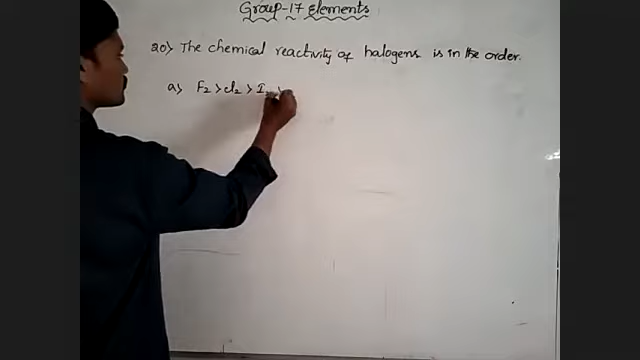 Group-17 Elements
20> The chemical reactivity of halogens is in the order.
a> F₂ > Cl₂ > I₂ >